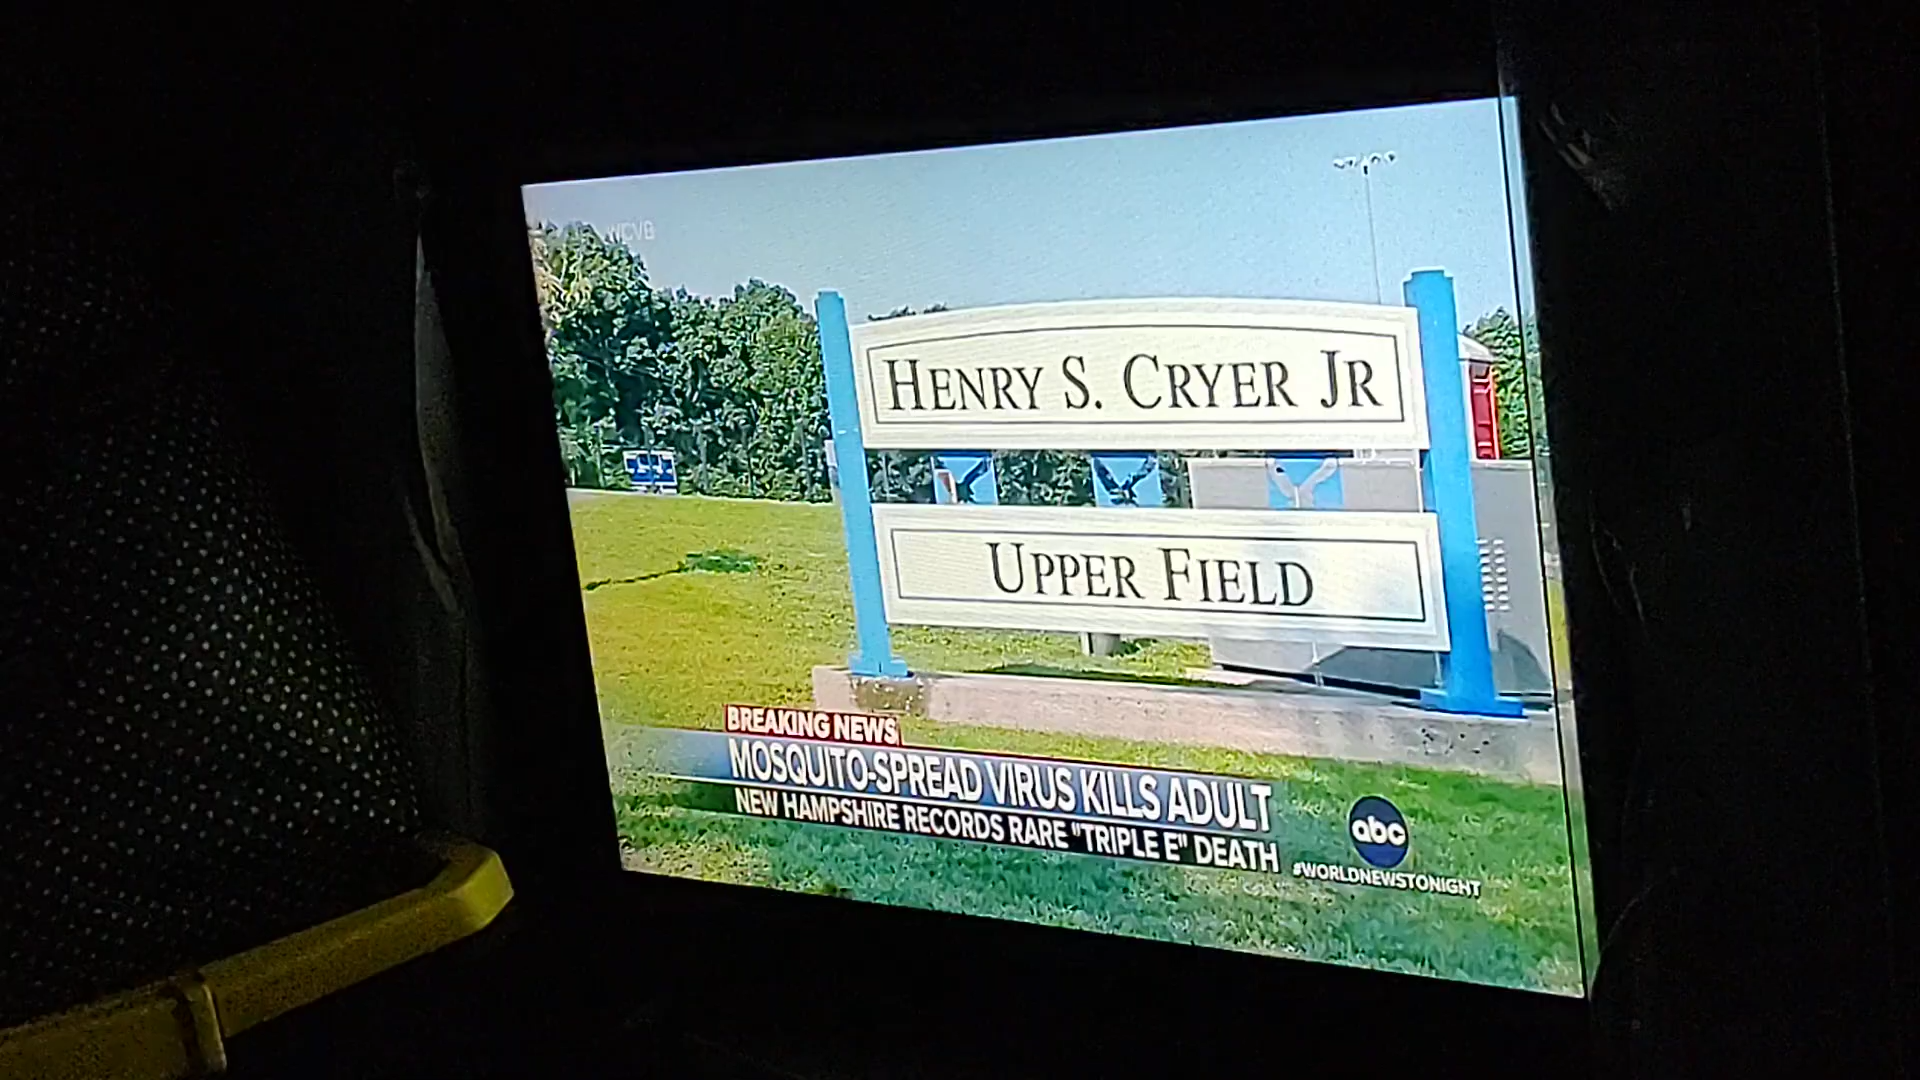 WCVB
HENRY S. CRYER JR
UPPER FIELD
BREAKING NEWS
MOSQUITO-SPREAD VIRUS KILLS ADULT
NEW HAMPSHIRE RECORDS RARE "TRIPLE E" DEATH
abc
#WORLDNEWSTONIGHT